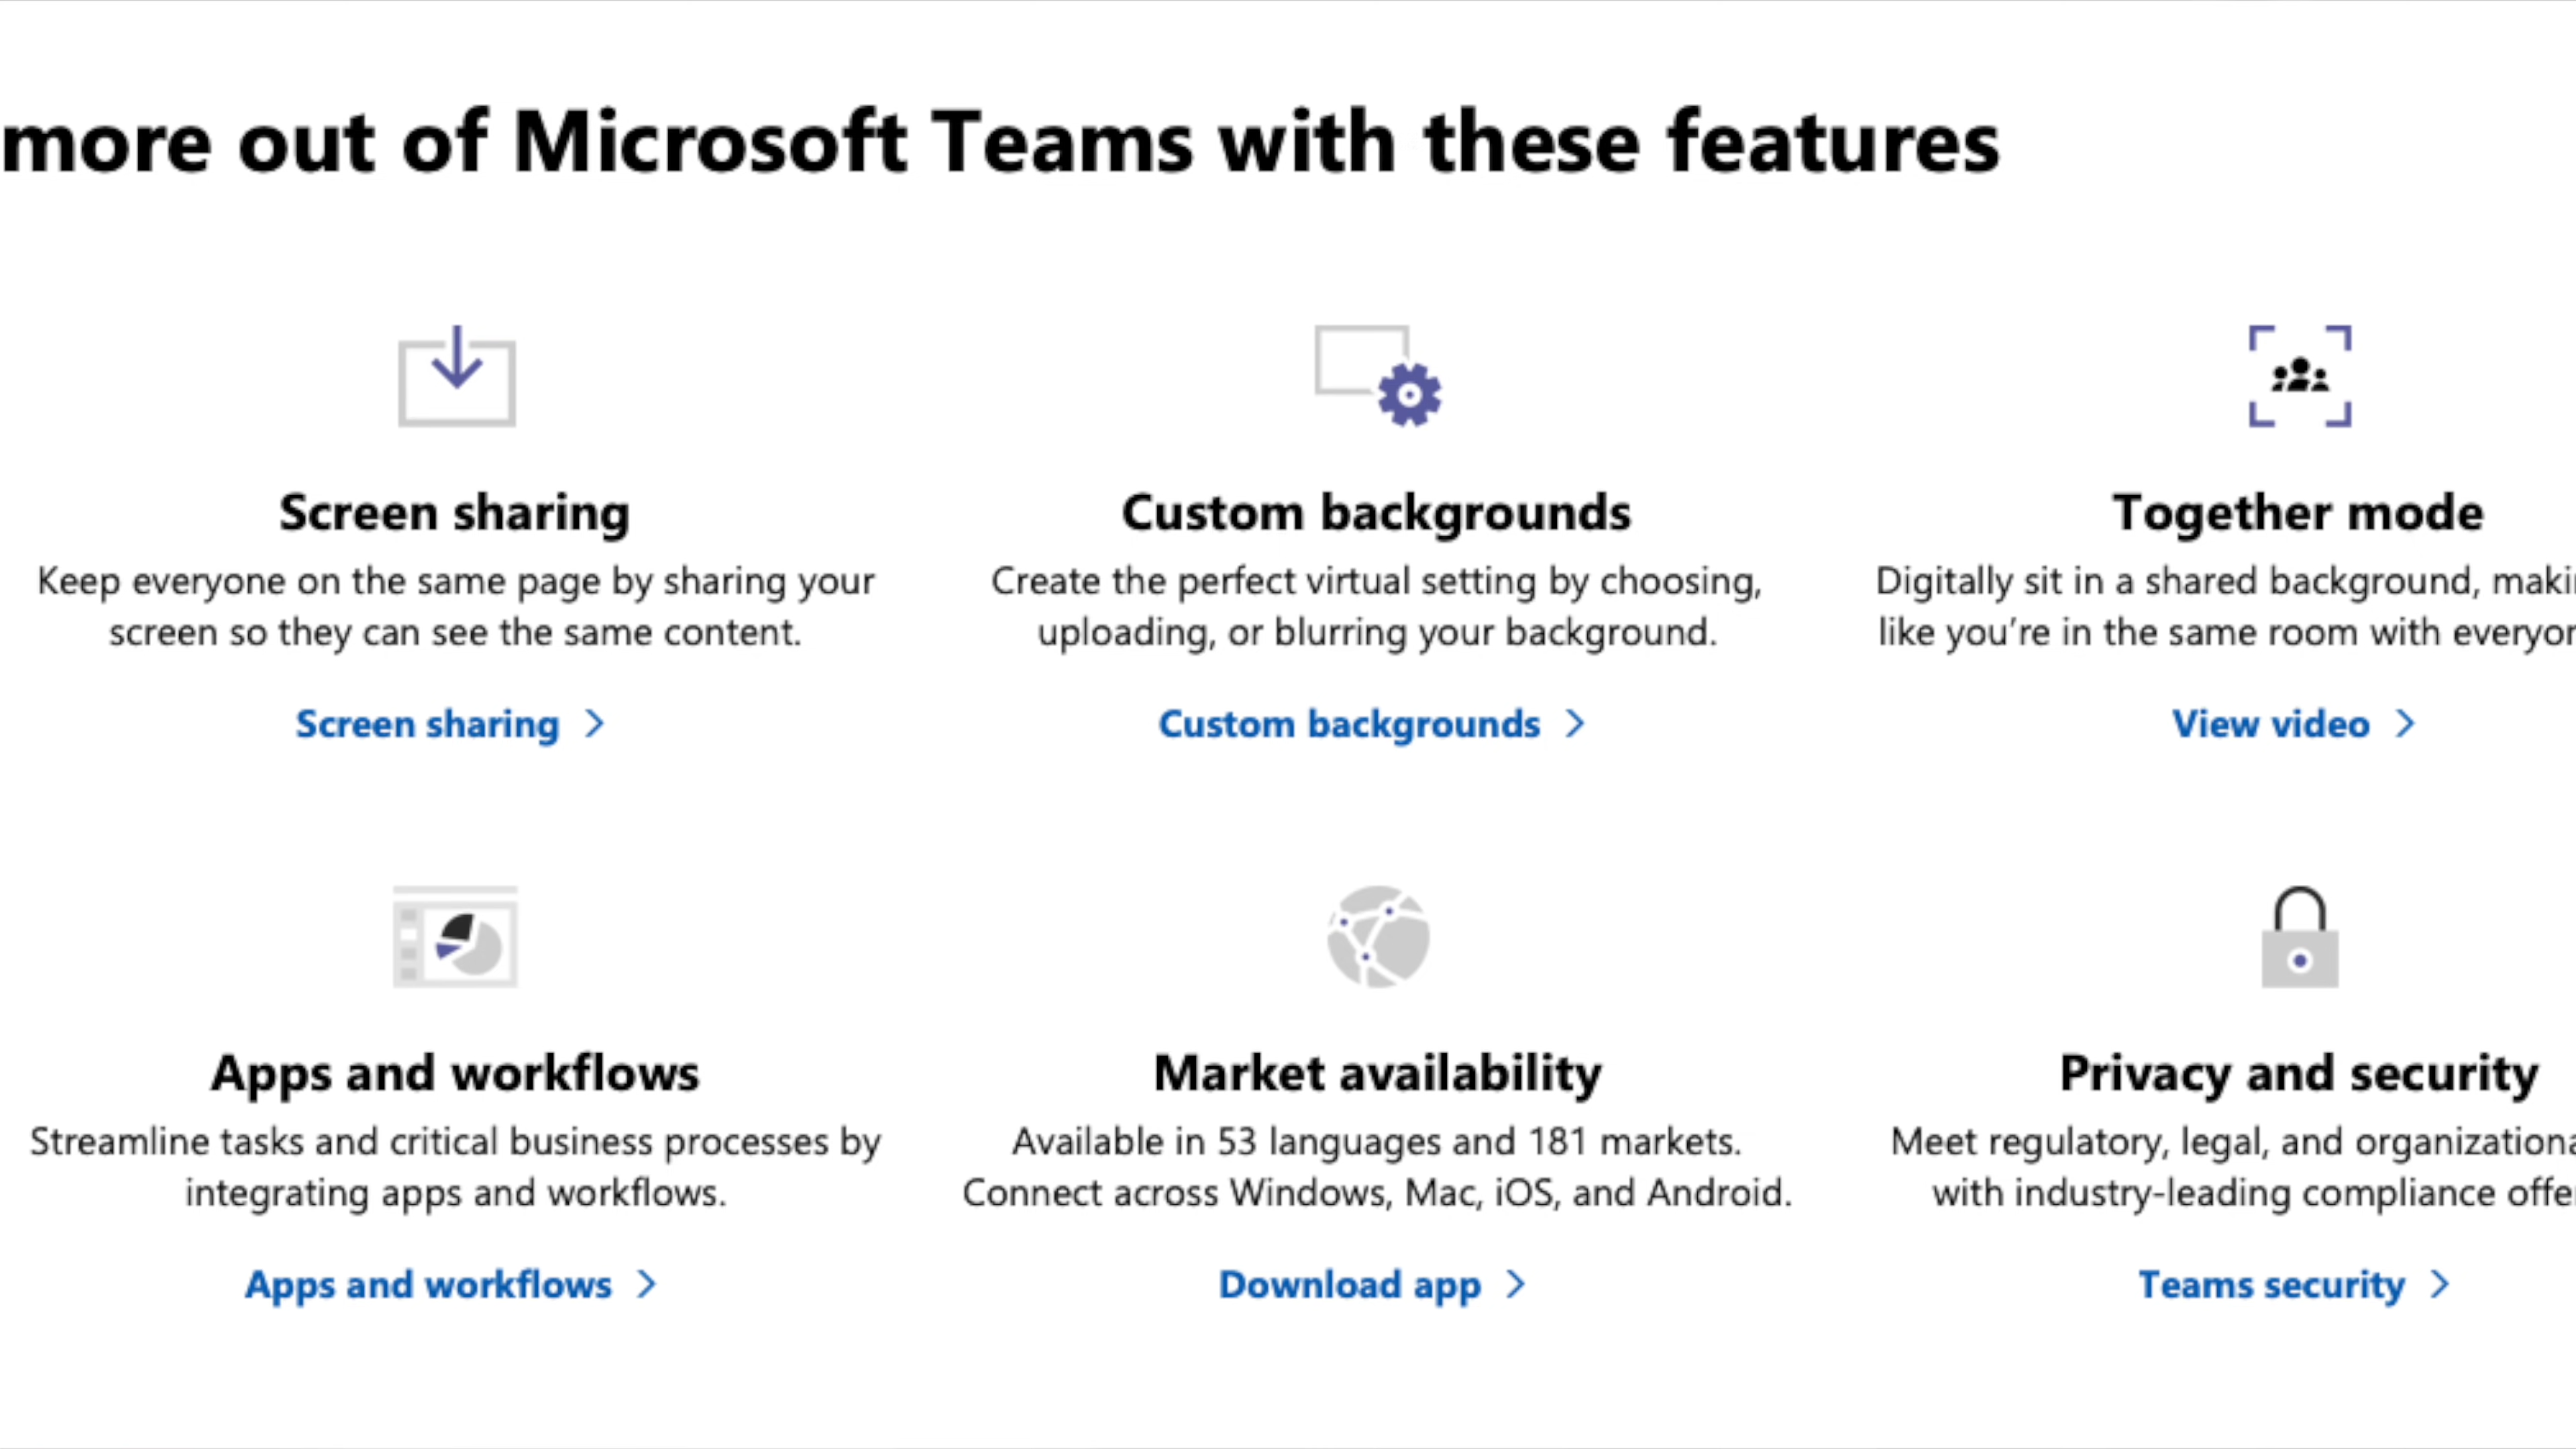 more out of Microsoft Teams with these features
Screen sharing
Keep everyone on the same page by sharing your
screen so they can see the same content.
Screen sharing >
Custom backgrounds
Create the perfect virtual setting by choosing,
uploading, or blurring your background.
Custom backgrounds >
Together mode
Digitally sit in a shared background,
like you're in the same room with
View video >
Apps and workflows
Streamline tasks and critical business processes by
integrating apps and workflows.
Apps and workflows >
Market availability
Available in 53 languages and 181 markets.
Connect across Windows, Mac, iOS, and Android.
Download app >
Privacy and security
Meet regulatory, legal, and
with industry-leading compliance
Teams security >